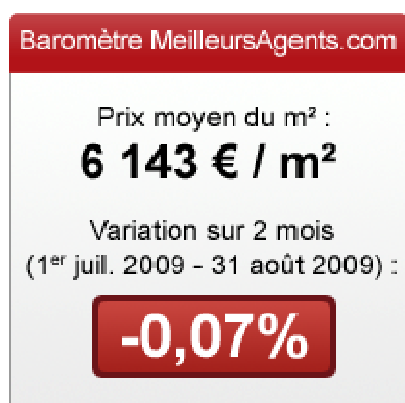 Baromètre MeilleursAgents.com
Prix moyen du m² :
6 143 € / m²
Variation sur 2 mois
(1er juil. 2009 - 31 août 2009) :
-0,07%